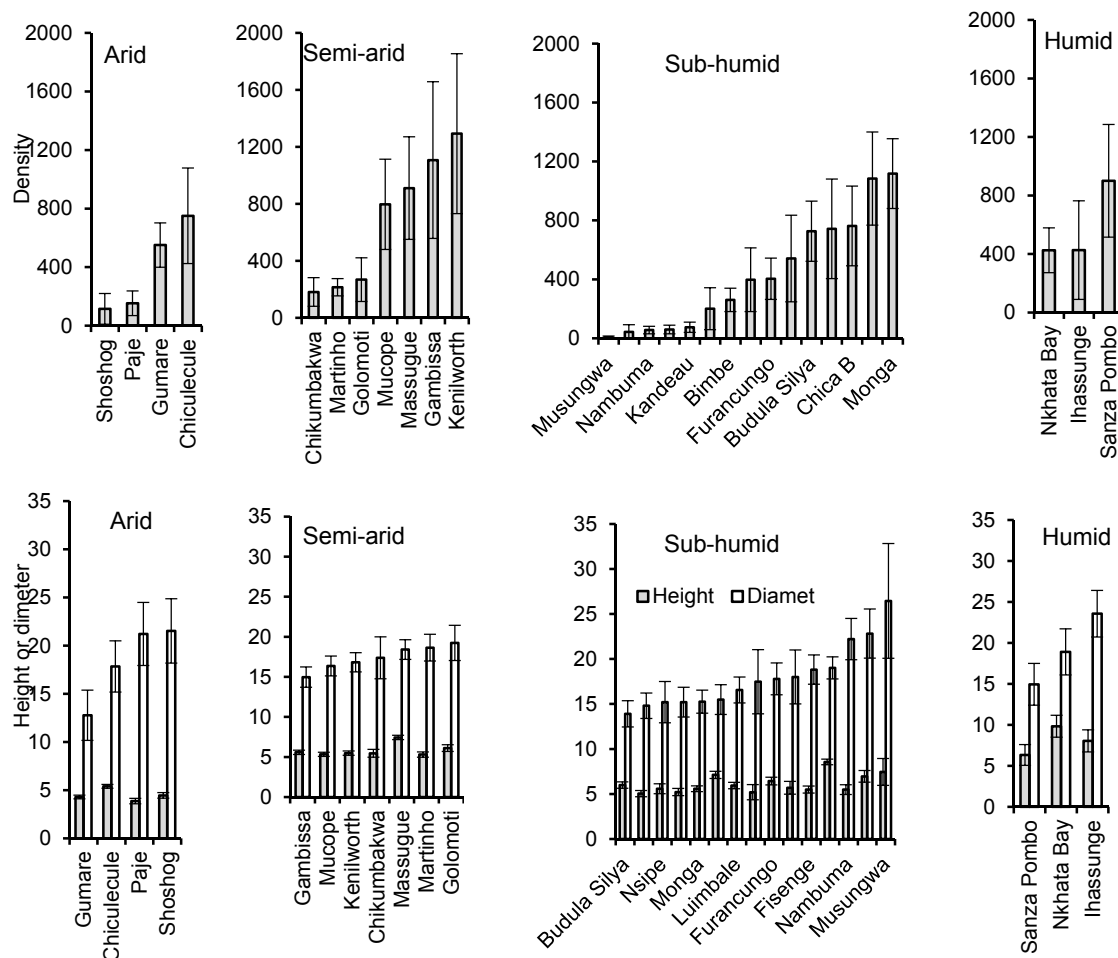 Arid
Density
2000
1600
1200
800
400
0
Shoshog
Paje
Gumare
Chiculecule
Semi-arid
2000
1600
1200
800
400
0
Chikumbakwa
Martinho
Golomoti
Mucope
Massugue
Gambissa
Kenilworth
Sub-humid
2000
1600
1200
800
400
0
Musungwa
Nambuma
Kandeau
Bimbe
Furancungo
Budula Silya
Chica B
Monga
Humid
2000
1600
1200
800
400
0
Nkhata Bay
Ihassunge
Sanza Pombo
Arid
Height or dimeter
35
30
25
20
15
10
5
0
Gumare
Chiculecule
Paje
Shoshog
Semi-arid
35
30
25
20
15
10
5
0
Gambissa
Mucope
Kenilworth
Chikumbakwa
Massugue
Martinho
Golomoti
Sub-humid
Height Diamet
35
30
25
20
15
10
5
0
Budula Silya
Nsipe
Monga
Luimbale
Furancungo
Fisenge
Nambuma
Musungwa
Humid
35
30
25
20
15
10
5
0
Sanza Pombo
Nkhata Bay
Ihassunge